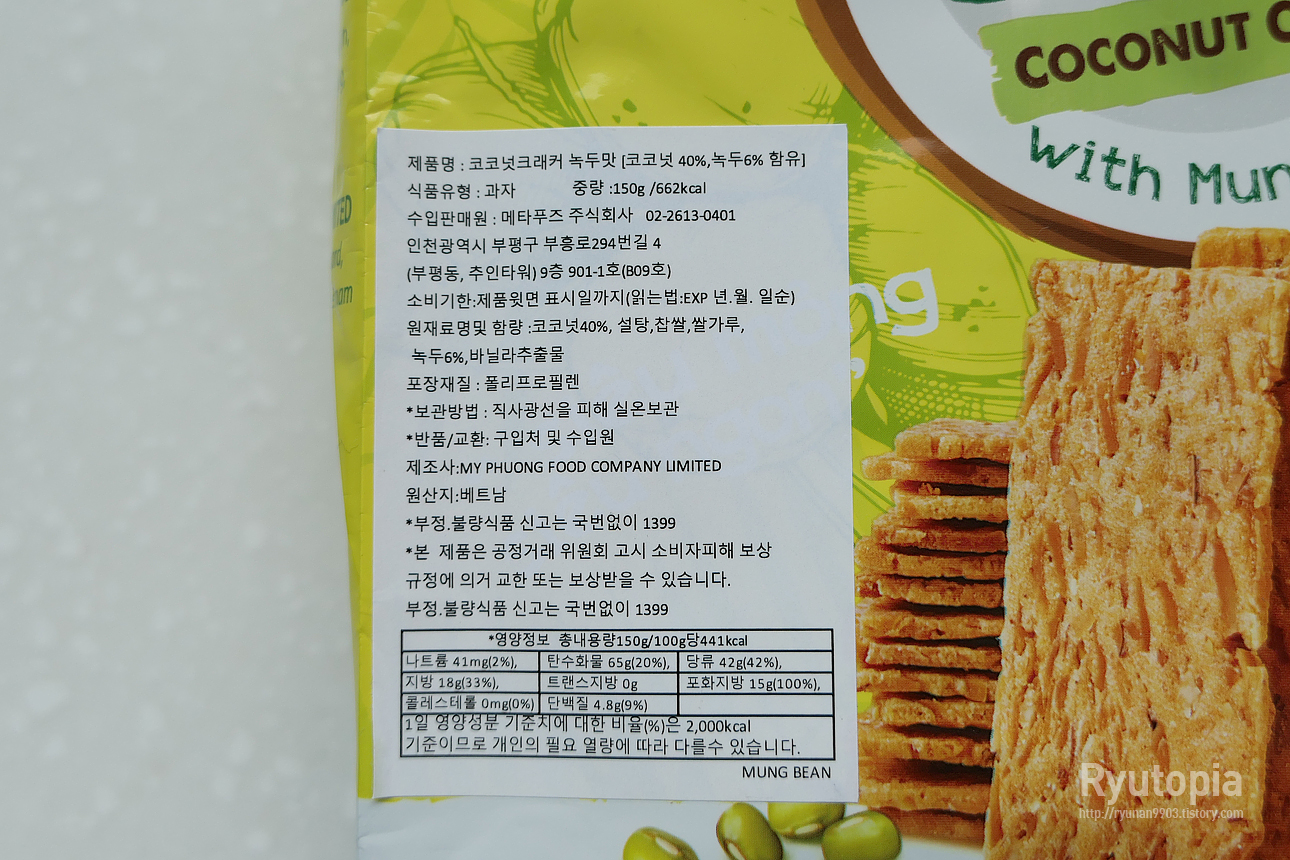 COCONUT C
with Mun
ng
제품명 : 코코넛크래커 녹두맛 [코코넛 40%,녹두6% 함유]
식품유형 : 과자 중량 :150g /662kcal
수입판매원 : 메타푸즈 주식회사 02-2613-0401
인천광역시 부평구 부흥로294번길 4
(부평동, 추인타워) 9층 901-1호(B09호)
소비기한:제품윗면 표시일까지(읽는법:EXP 년.월. 일순)
원재료명및 함량 :코코넛40%, 설탕,찹쌀,쌀가루,
녹두6%,바닐라추출물
포장재질 : 폴리프로필렌
*보관방법 : 직사광선을 피해 실온보관
*반품/교환: 구입처 및 수입원
제조사:MY PHUONG FOOD COMPANY LIMITED
원산지:베트남
*부정.불량식품 신고는 국번없이 1399
*본 제품은 공정거래 위원회 고시 소비자피해 보상
규정에 의거 교한 또는 보상받을 수 있습니다.
부정.불량식품 신고는 국번없이 1399
*영양정보 총내용량150g/100g당441kcal
나트륨 41mg(2%), 탄수화물 65g(20%), 당류 42g(42%),
지방 18g(33%), 트랜스지방 0g 포화지방 15g(100%),
콜레스테롤 0mg(0%) 단백질 4.8g(9%)
1일 영양성분 기준치에 대한 비율(%)은 2,000kcal
기준이므로 개인의 필요 열량에 따라 다를수 있습니다.
MUNG BEAN
Ryutopia
http://ryunan9903.tistory.com